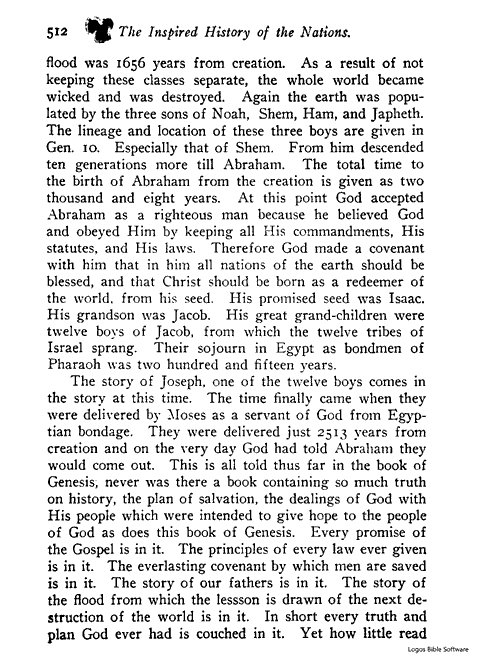 512 The Inspired History of the Nations.
flood was 1656 years from creation. As a result of not
keeping these classes separate, the whole world became
wicked and was destroyed. Again the earth was popu-
lated by the three sons of Noah, Shem, Ham, and Japheth.
The lineage and location of these three boys are given in
Gen. 10. Especially that of Shem. From him descended
ten generations more till Abraham. The total time to
the birth of Abraham from the creation is given as two
thousand and eight years. At this point God accepted
Abraham as a righteous man because he believed God
and obeyed Him by keeping all His commandments, His
statutes, and His laws. Therefore God made a covenant
with him that in him all nations of the earth should be
blessed, and that Christ should be born as a redeemer of
the world, from his seed. His promised seed was Isaac.
His grandson was Jacob. His great grand-children were
twelve boys of Jacob, from which the twelve tribes of
Israel sprang. Their sojourn in Egypt as bondmen of
Pharaoh was two hundred and fifteen years.
The story of Joseph, one of the twelve boys comes in
the story at this time. The time finally came when they
were delivered by Moses as a servant of God from Egyp-
tian bondage. They were delivered just 2513 years from
creation and on the very day God had told Abraham they
would come out. This is all told thus far in the book of
Genesis, never was there a book containing so much truth
on history, the plan of salvation, the dealings of God with
His people which were intended to give hope to the people
of God as does this book of Genesis. Every promise of
the Gospel is in it. The principles of every law ever given
is in it. The everlasting covenant by which men are saved
is in it. The story of our fathers is in it. The story of
the flood from which the lessson is drawn of the next de-
struction of the world is in it. In short every truth and
plan God ever had is couched in it. Yet how little read
Logos Bible Software